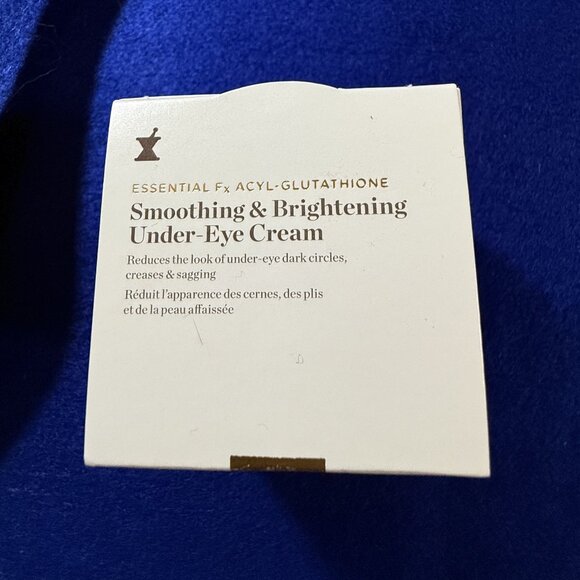 ESSENTIAL Fx ACYL-GLUTATHIONE
Smoothing & Brightening
Under-Eye Cream
Reduces the look of under-eye dark circles,
creases & sagging
Réduit l'apparence des cernes, des plis
et de la peau affaissée